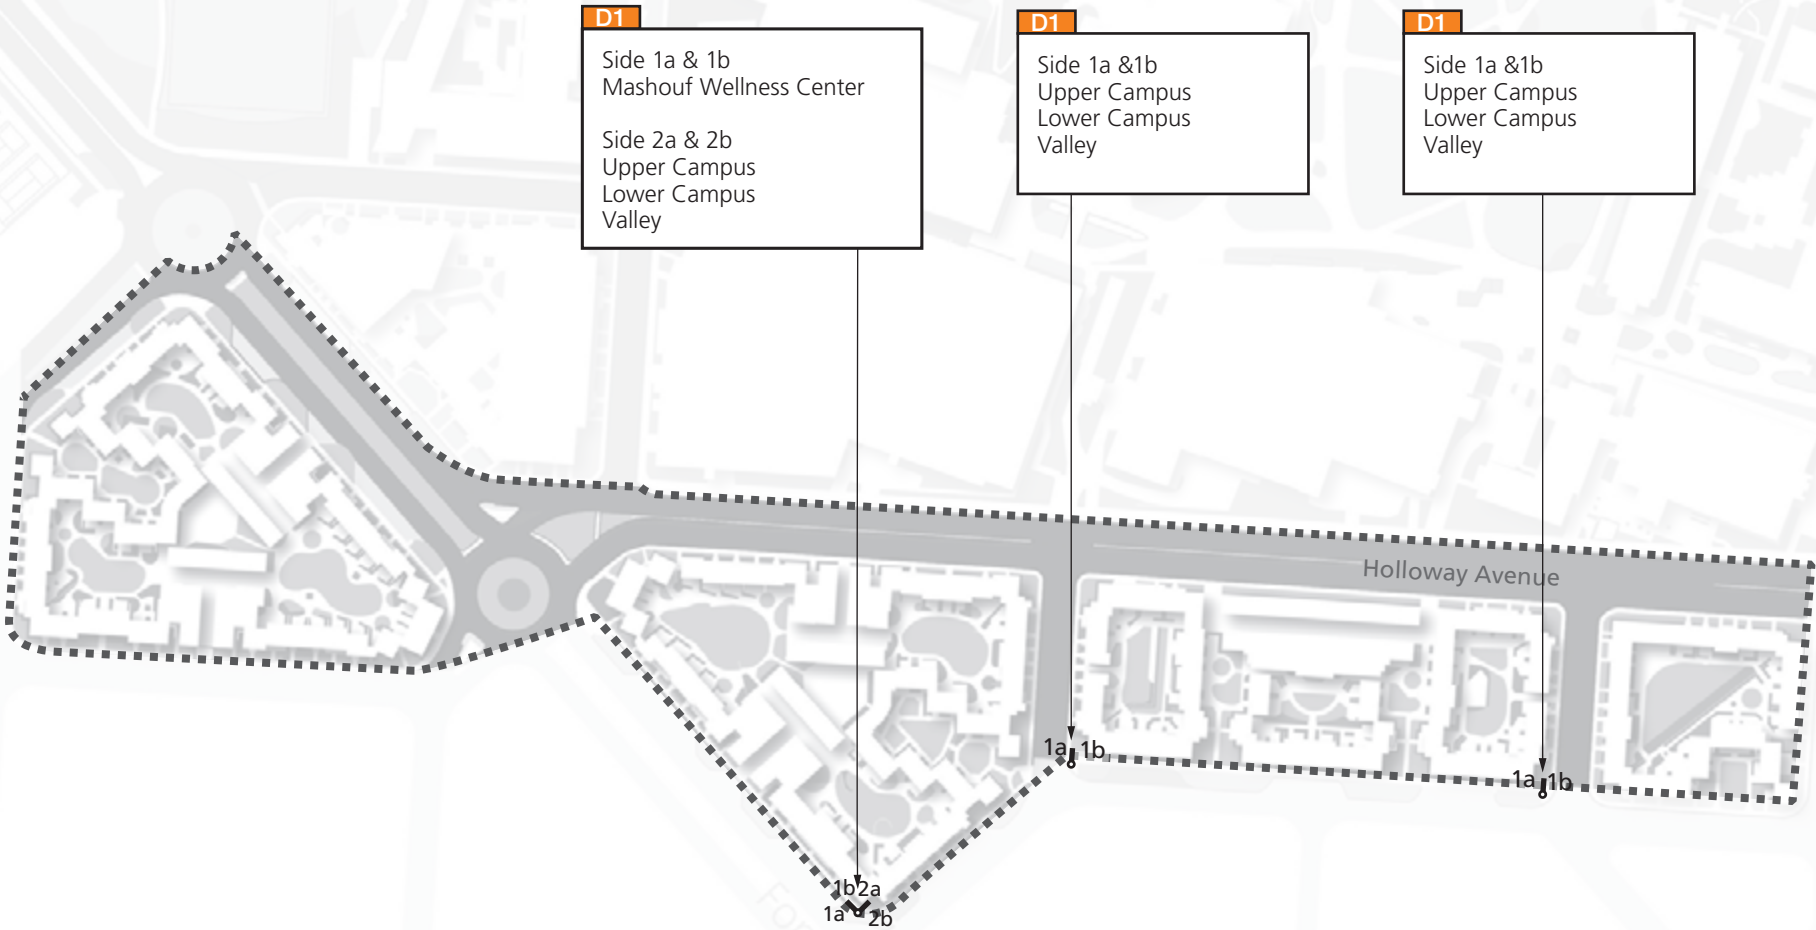 D1
Side 1a & 1b
Mashouf Wellness Center
Side 2a & 2b
Upper Campus
Lower Campus
Valley
D1
Side 1a &1b
Upper Campus
Lower Campus
Valley
D1
Side 1a &1b
Upper Campus
Lower Campus
Valley
Holloway Avenue
1a 1b
1a 1b
1b 2a
1a 2b